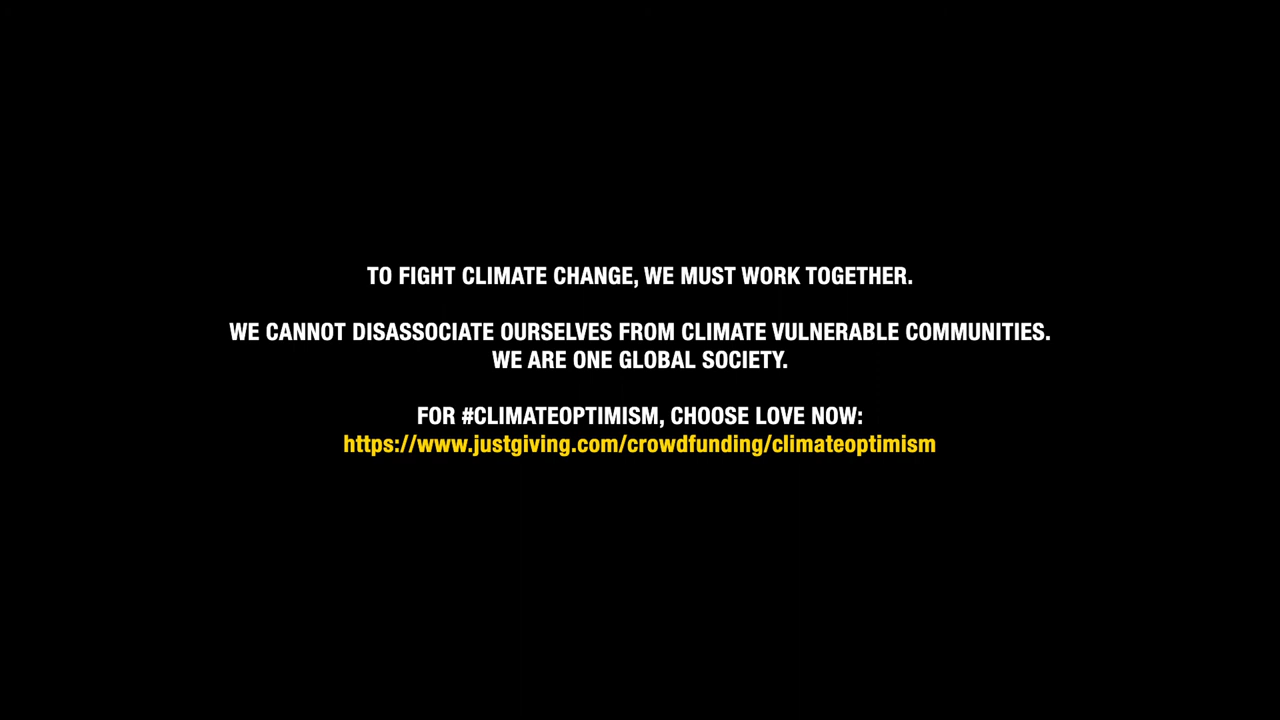 TO FIGHT CLIMATE CHANGE, WE MUST WORK TOGETHER.
WE CANNOT DISASSOCIATE OURSELVES FROM CLIMATE VULNERABLE COMMUNITIES.
WE ARE ONE GLOBAL SOCIETY.
FOR #CLIMATEOPTIMISM, CHOOSE LOVE NOW:
https://www.justgiving.com/crowdfunding/climateoptimism